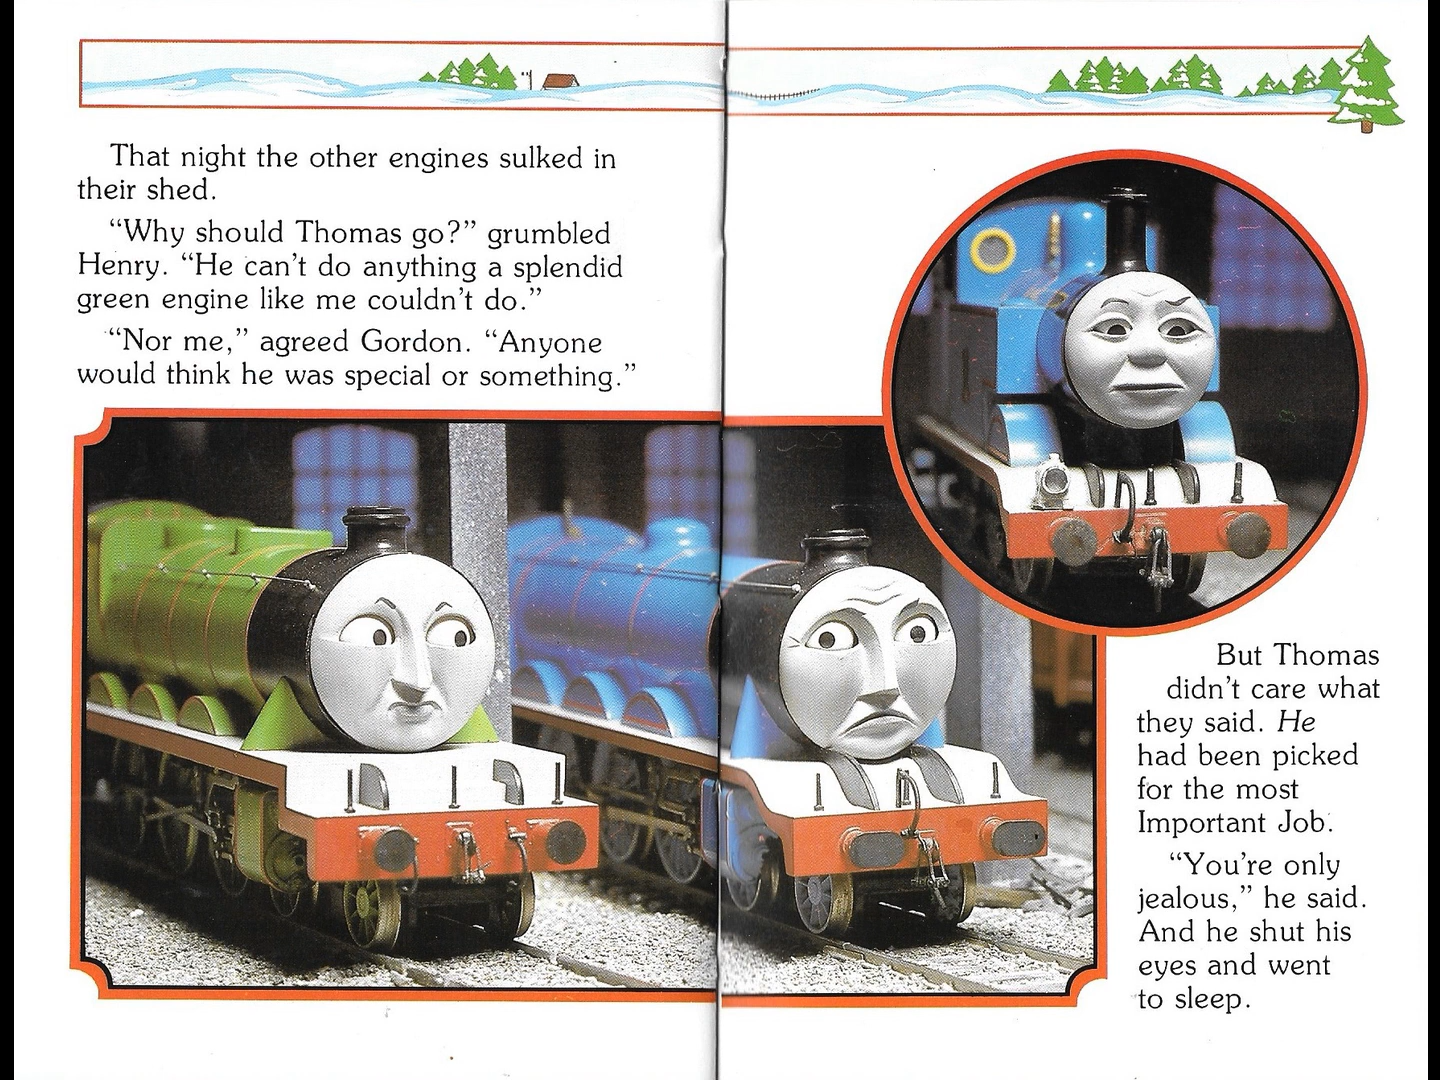 That night the other engines sulked in
their shed.
“Why should Thomas go?” grumbled
Henry. “He can't do anything a splendid
green engine like me couldn't do.”
“Nor me,” agreed Gordon. “Anyone
would think he was special or something.”
But Thomas
didn't care what
they said. He
had been picked
for the most
Important Job.
“You're only
jealous,” he said.
And he shut his
eyes and went
to sleep.